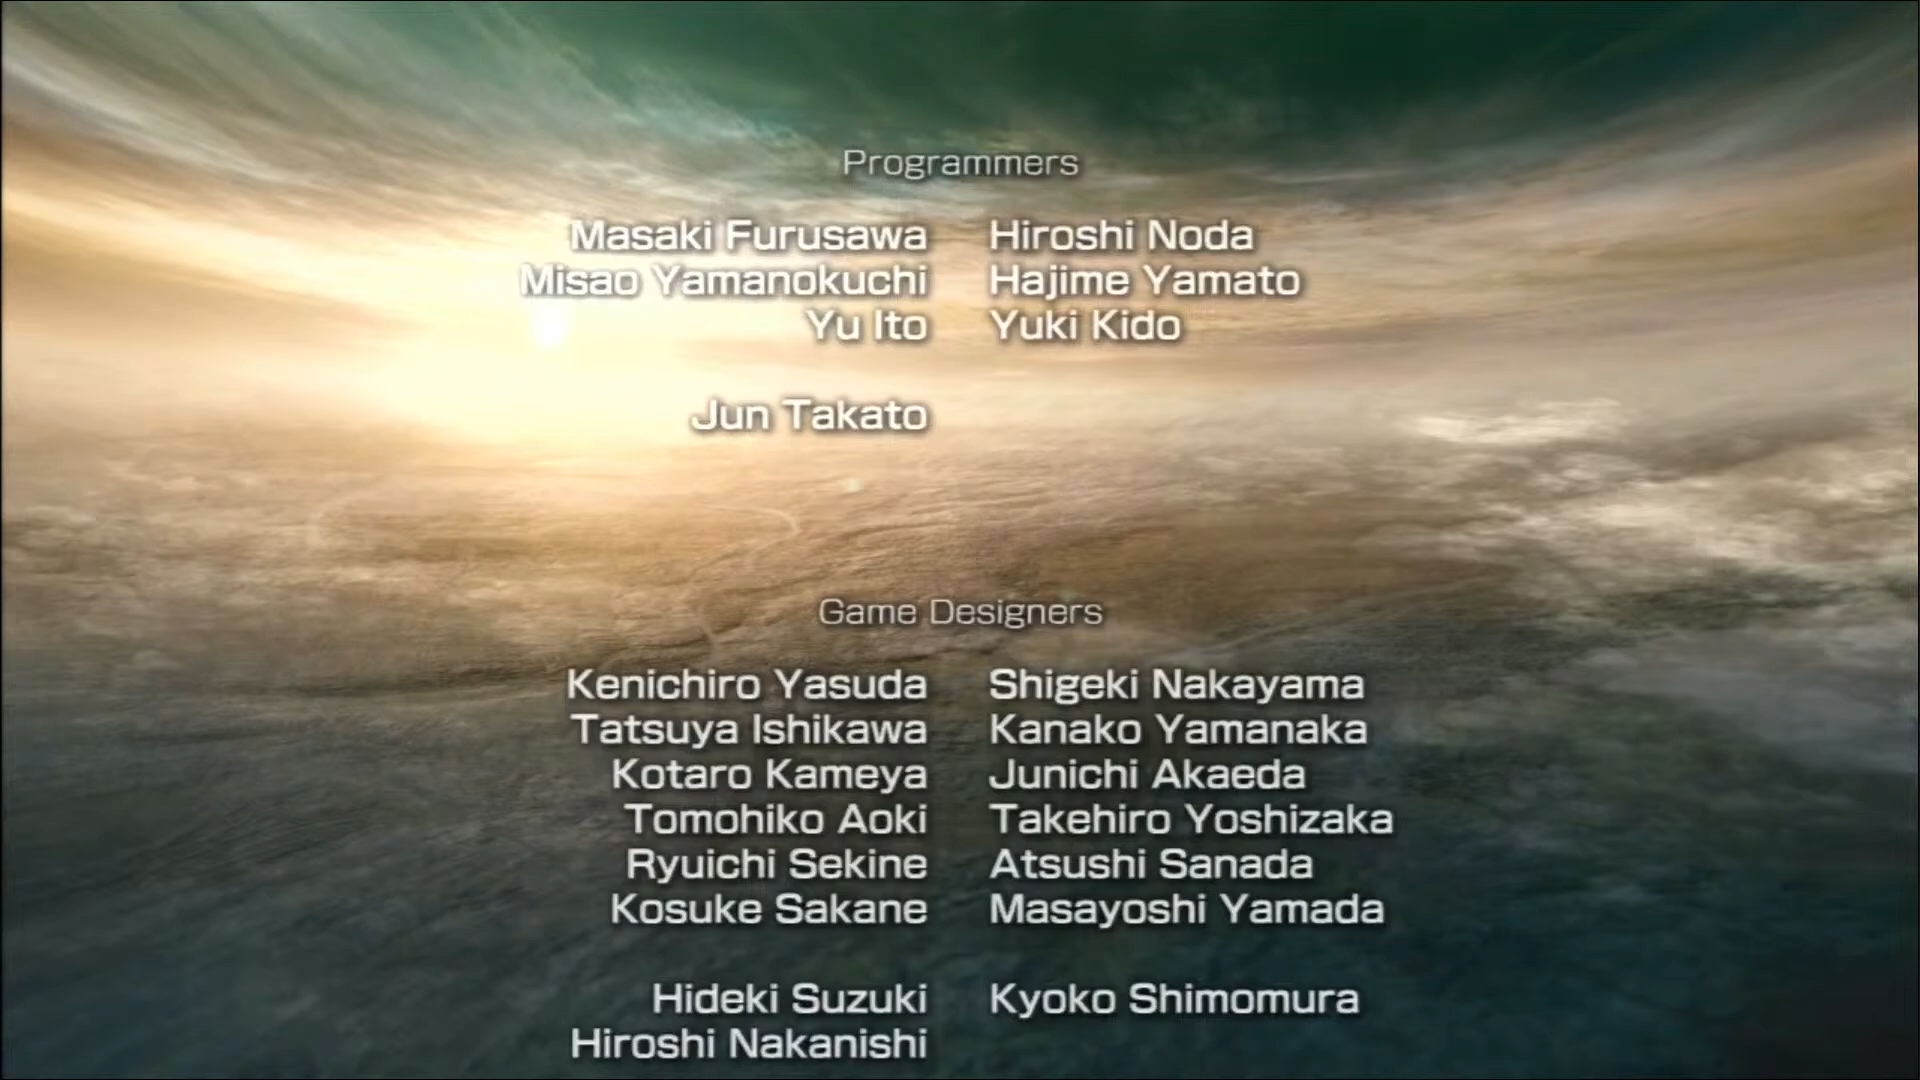 Programmers
Masaki Furusawa Hiroshi Noda
Misao Yamanokuchi Hajime Yamato
Yu Ito Yuki Kido
Jun Takato
Game Designers
Kenichiro Yasuda Shigeki Nakayama
Tatsuya Ishikawa Kanako Yamanaka
Kotaro Kameya Junichi Akaeda
Tomohiko Aoki Takehiro Yoshizaka
Ryuichi Sekine Atsushi Sanada
Kosuke Sakane Masayoshi Yamada
Hideki Suzuki Kyoko Shimomura
Hiroshi Nakanishi